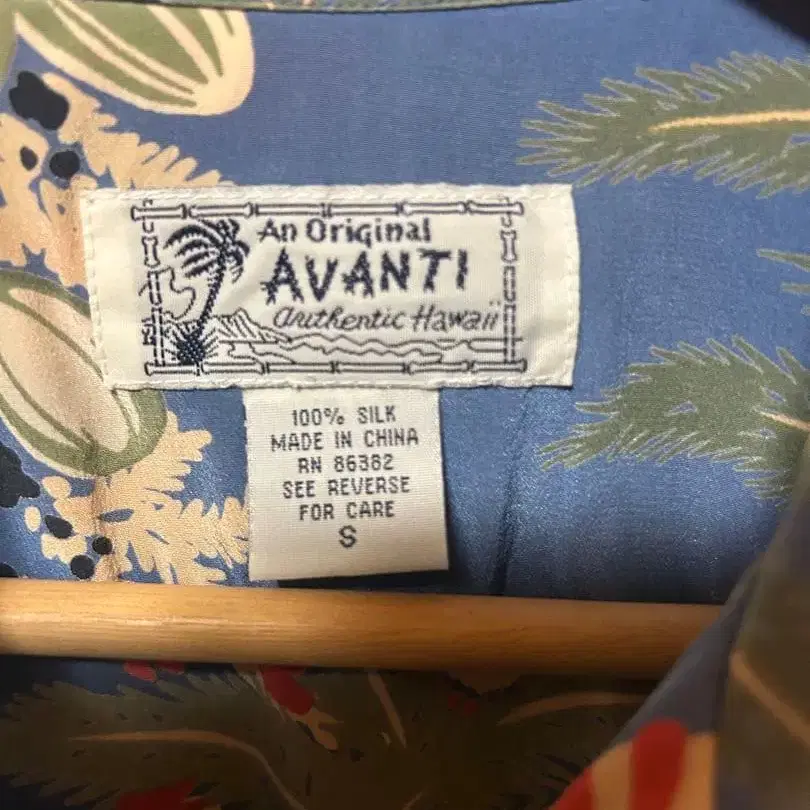 An Original
AVANTI
authentic Hawaii
100% SILK
MADE IN CHINA
RN 86382
SEE REVERSE
FOR CARE
S